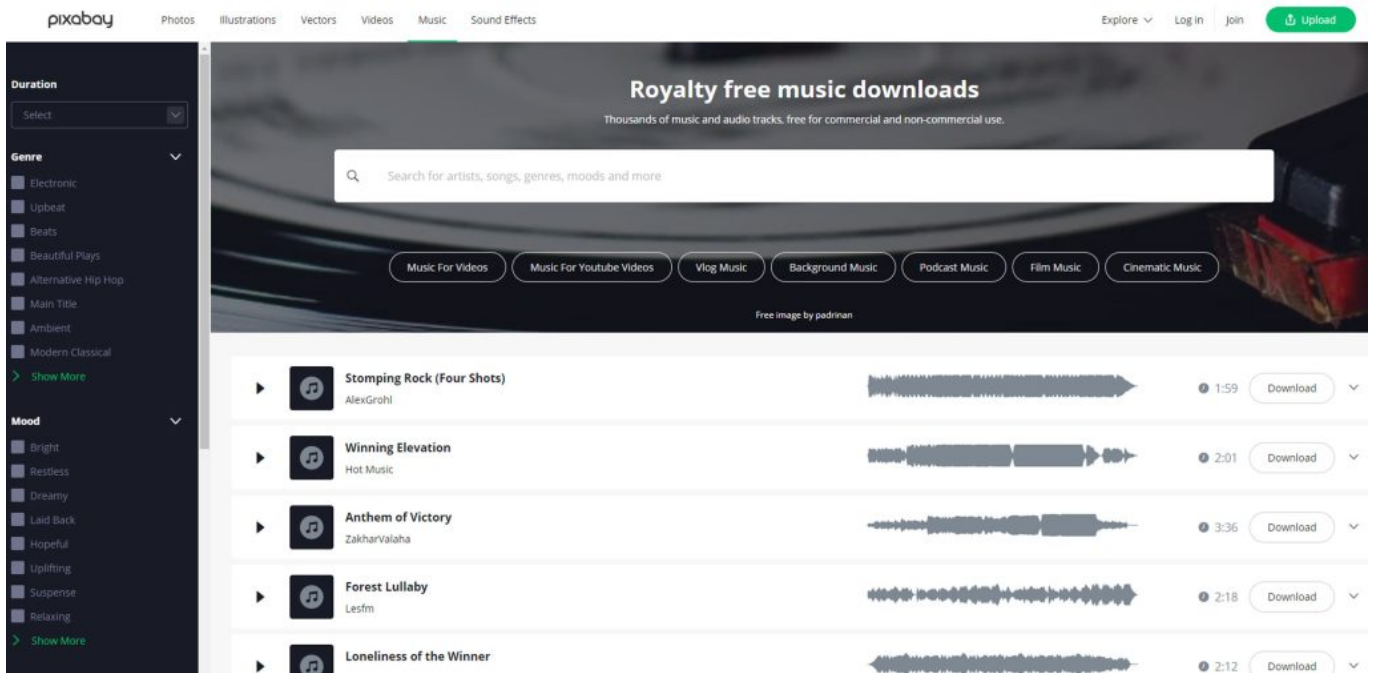 pixabay
Photos
Illustrations
Vectors
Videos
Music
Sound Effects
Explore
Log in
Join
Upload
Duration
Select
Genre
Electronic
Upbeat
Beats
Beautiful Plays
Alternative Hip Hop
Main Title
Ambient
Modern Classical
Show More
Mood
Bright
Restless
Dreamy
Laid Back
Hopeful
Uplifting
Suspense
Relaxing
Show More
Royalty free music downloads
Thousands of music and audio tracks, free for commercial and non-commercial use.
Search for artists, songs, genres, moods and more
Music For Videos
Music For Youtube Videos
Vlog Music
Background Music
Podcast Music
Film Music
Cinematic Music
Free image by padrinan
Stomping Rock (Four Shots)
AlexGrohl
1:59
Download
Winning Elevation
Hot Music
2:01
Download
Anthem of Victory
ZakharValaha
3:36
Download
Forest Lullaby
Lesfm
2:18
Download
Loneliness of the Winner
2:12
Download